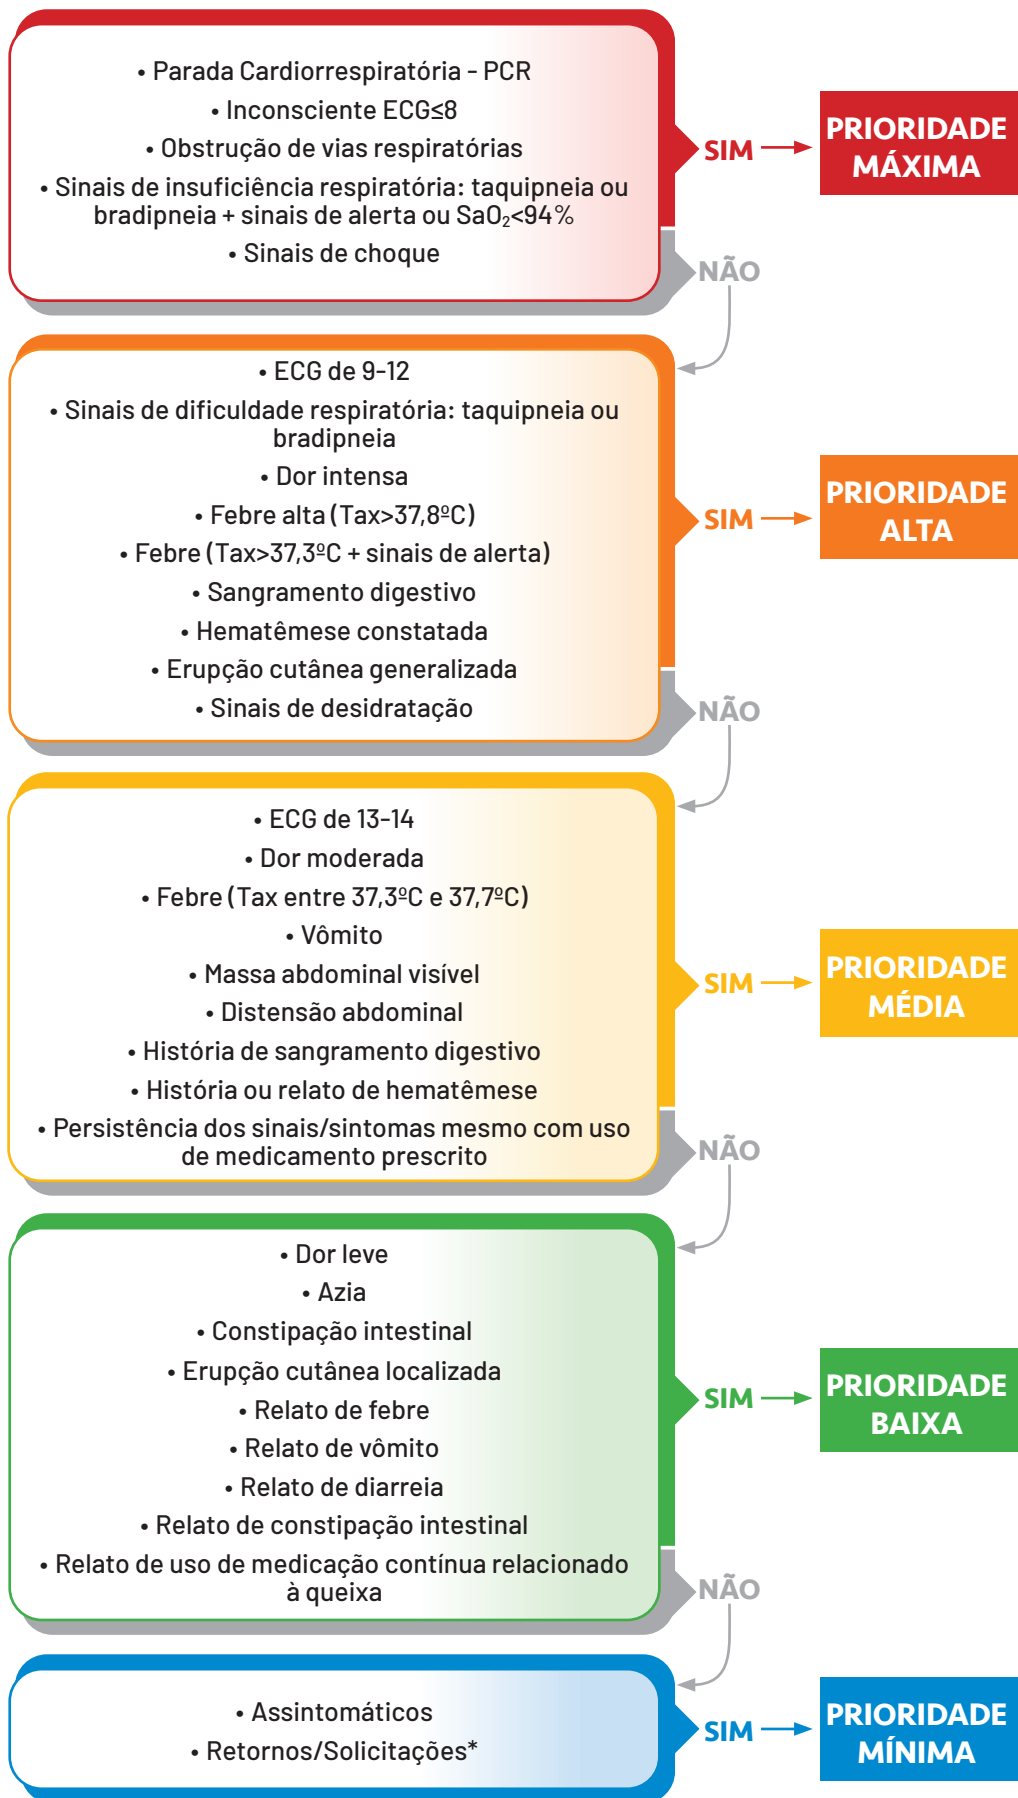 • Parada Cardiorrespiratória - PCR
• Inconsciente ECG≤8
• Obstrução de vias respiratórias
• Sinais de insuficiência respiratória: taquipneia ou
bradipneia + sinais de alerta ou SaO₂<94%
• Sinais de choque
SIM
PRIORIDADE
MÁXIMA
NÃO
• ECG de 9-12
• Sinais de dificuldade respiratória: taquipneia ou
bradipneia
• Dor intensa
• Febre alta (Tax>37,8ºC)
• Febre (Tax>37,3ºC + sinais de alerta)
• Sangramento digestivo
• Hematêmese constatada
• Erupção cutânea generalizada
• Sinais de desidratação
SIM
PRIORIDADE
ALTA
NÃO
• ECG de 13-14
• Dor moderada
• Febre (Tax entre 37,3ºC e 37,7ºC)
• Vômito
• Massa abdominal visível
• Distensão abdominal
• História de sangramento digestivo
• História ou relato de hematêmese
• Persistência dos sinais/sintomas mesmo com uso
de medicamento prescrito
SIM
PRIORIDADE
MÉDIA
NÃO
• Dor leve
• Azia
• Constipação intestinal
• Erupção cutânea localizada
• Relato de febre
• Relato de vômito
• Relato de diarreia
• Relato de constipação intestinal
• Relato de uso de medicação contínua relacionado
à queixa
SIM
PRIORIDADE
BAIXA
NÃO
• Assintomáticos
• Retornos/Solicitações*
SIM
PRIORIDADE
MÍNIMA